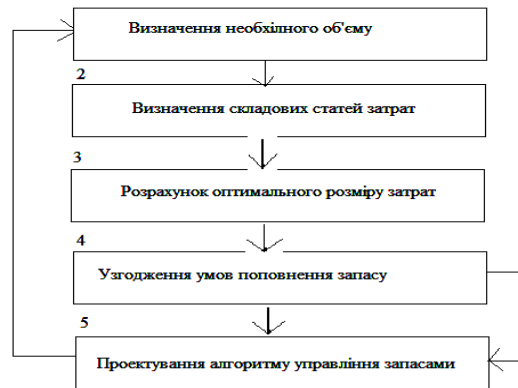 Визначення необхілного об'єму
2
Визначення складових статей затрат
3
Розрахунок оптимального розміру затрат
4
Узгодження умов поповнення запасу
5
Проектування алгоритму управління запасами